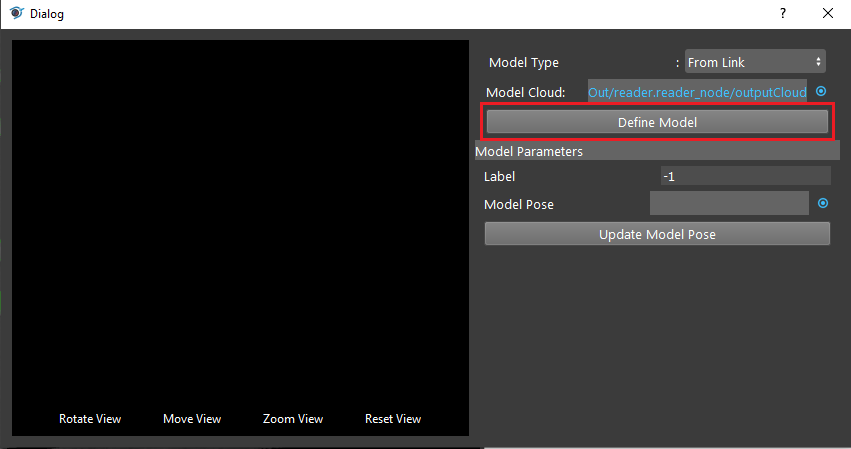 Dialog
?
Model Type : From Link
Model Cloud: Out/reader.reader_node/outputCloud
Define Model
Model Parameters
Label -1
Model Pose
Update Model Pose
Rotate View Move View Zoom View Reset View